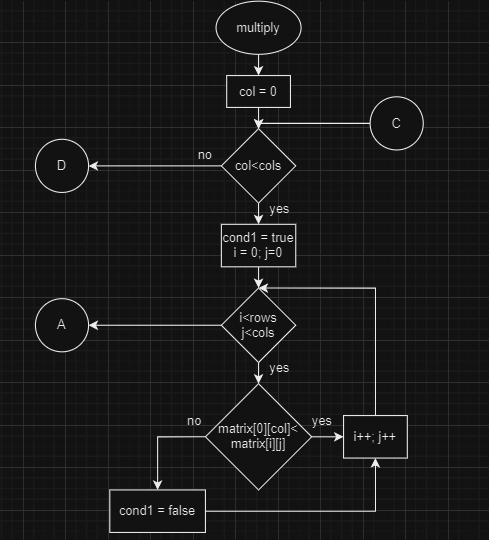 multiply
col = 0
C
no
D
col<cols
yes
cond1 = true
i = 0; j=0
i<rows
A
j<cols
yes
no
yes
matrix[0][col]<
matrix[i][j]
i++; j++
cond1 = false